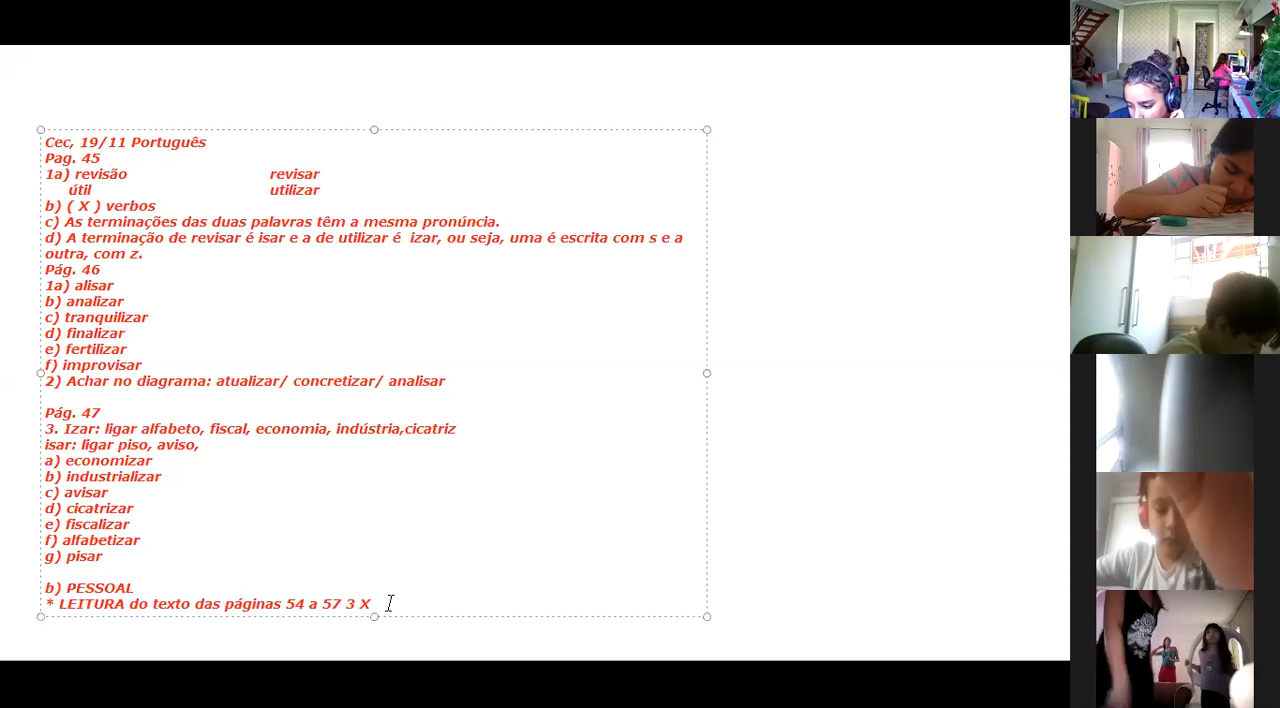 Cec, 19/11 Português
Pag. 45
1a) revisão revisar
útil utilizar
b) ( X ) verbos
c) As terminações das duas palavras têm a mesma pronúncia.
d) A terminação de revisar é isar e a de utilizar é izar, ou seja, uma é escrita com s e a
outra, com z.
Pág. 46
1a) alisar
b) analizar
c) tranquilizar
d) finalizar
e) fertilizar
f) improvisar
2) Achar no diagrama: atualizar/ concretizar/ analisar
Pág. 47
3. Izar: ligar alfabeto, fiscal, economia, indústria,cicatriz
isar: ligar piso, aviso,
a) economizar
b) industrializar
c) avisar
d) cicatrizar
e) fiscalizar
f) alfabetizar
g) pisar
b) PESSOAL
* LEITURA do texto das páginas 54 a 57 3 X